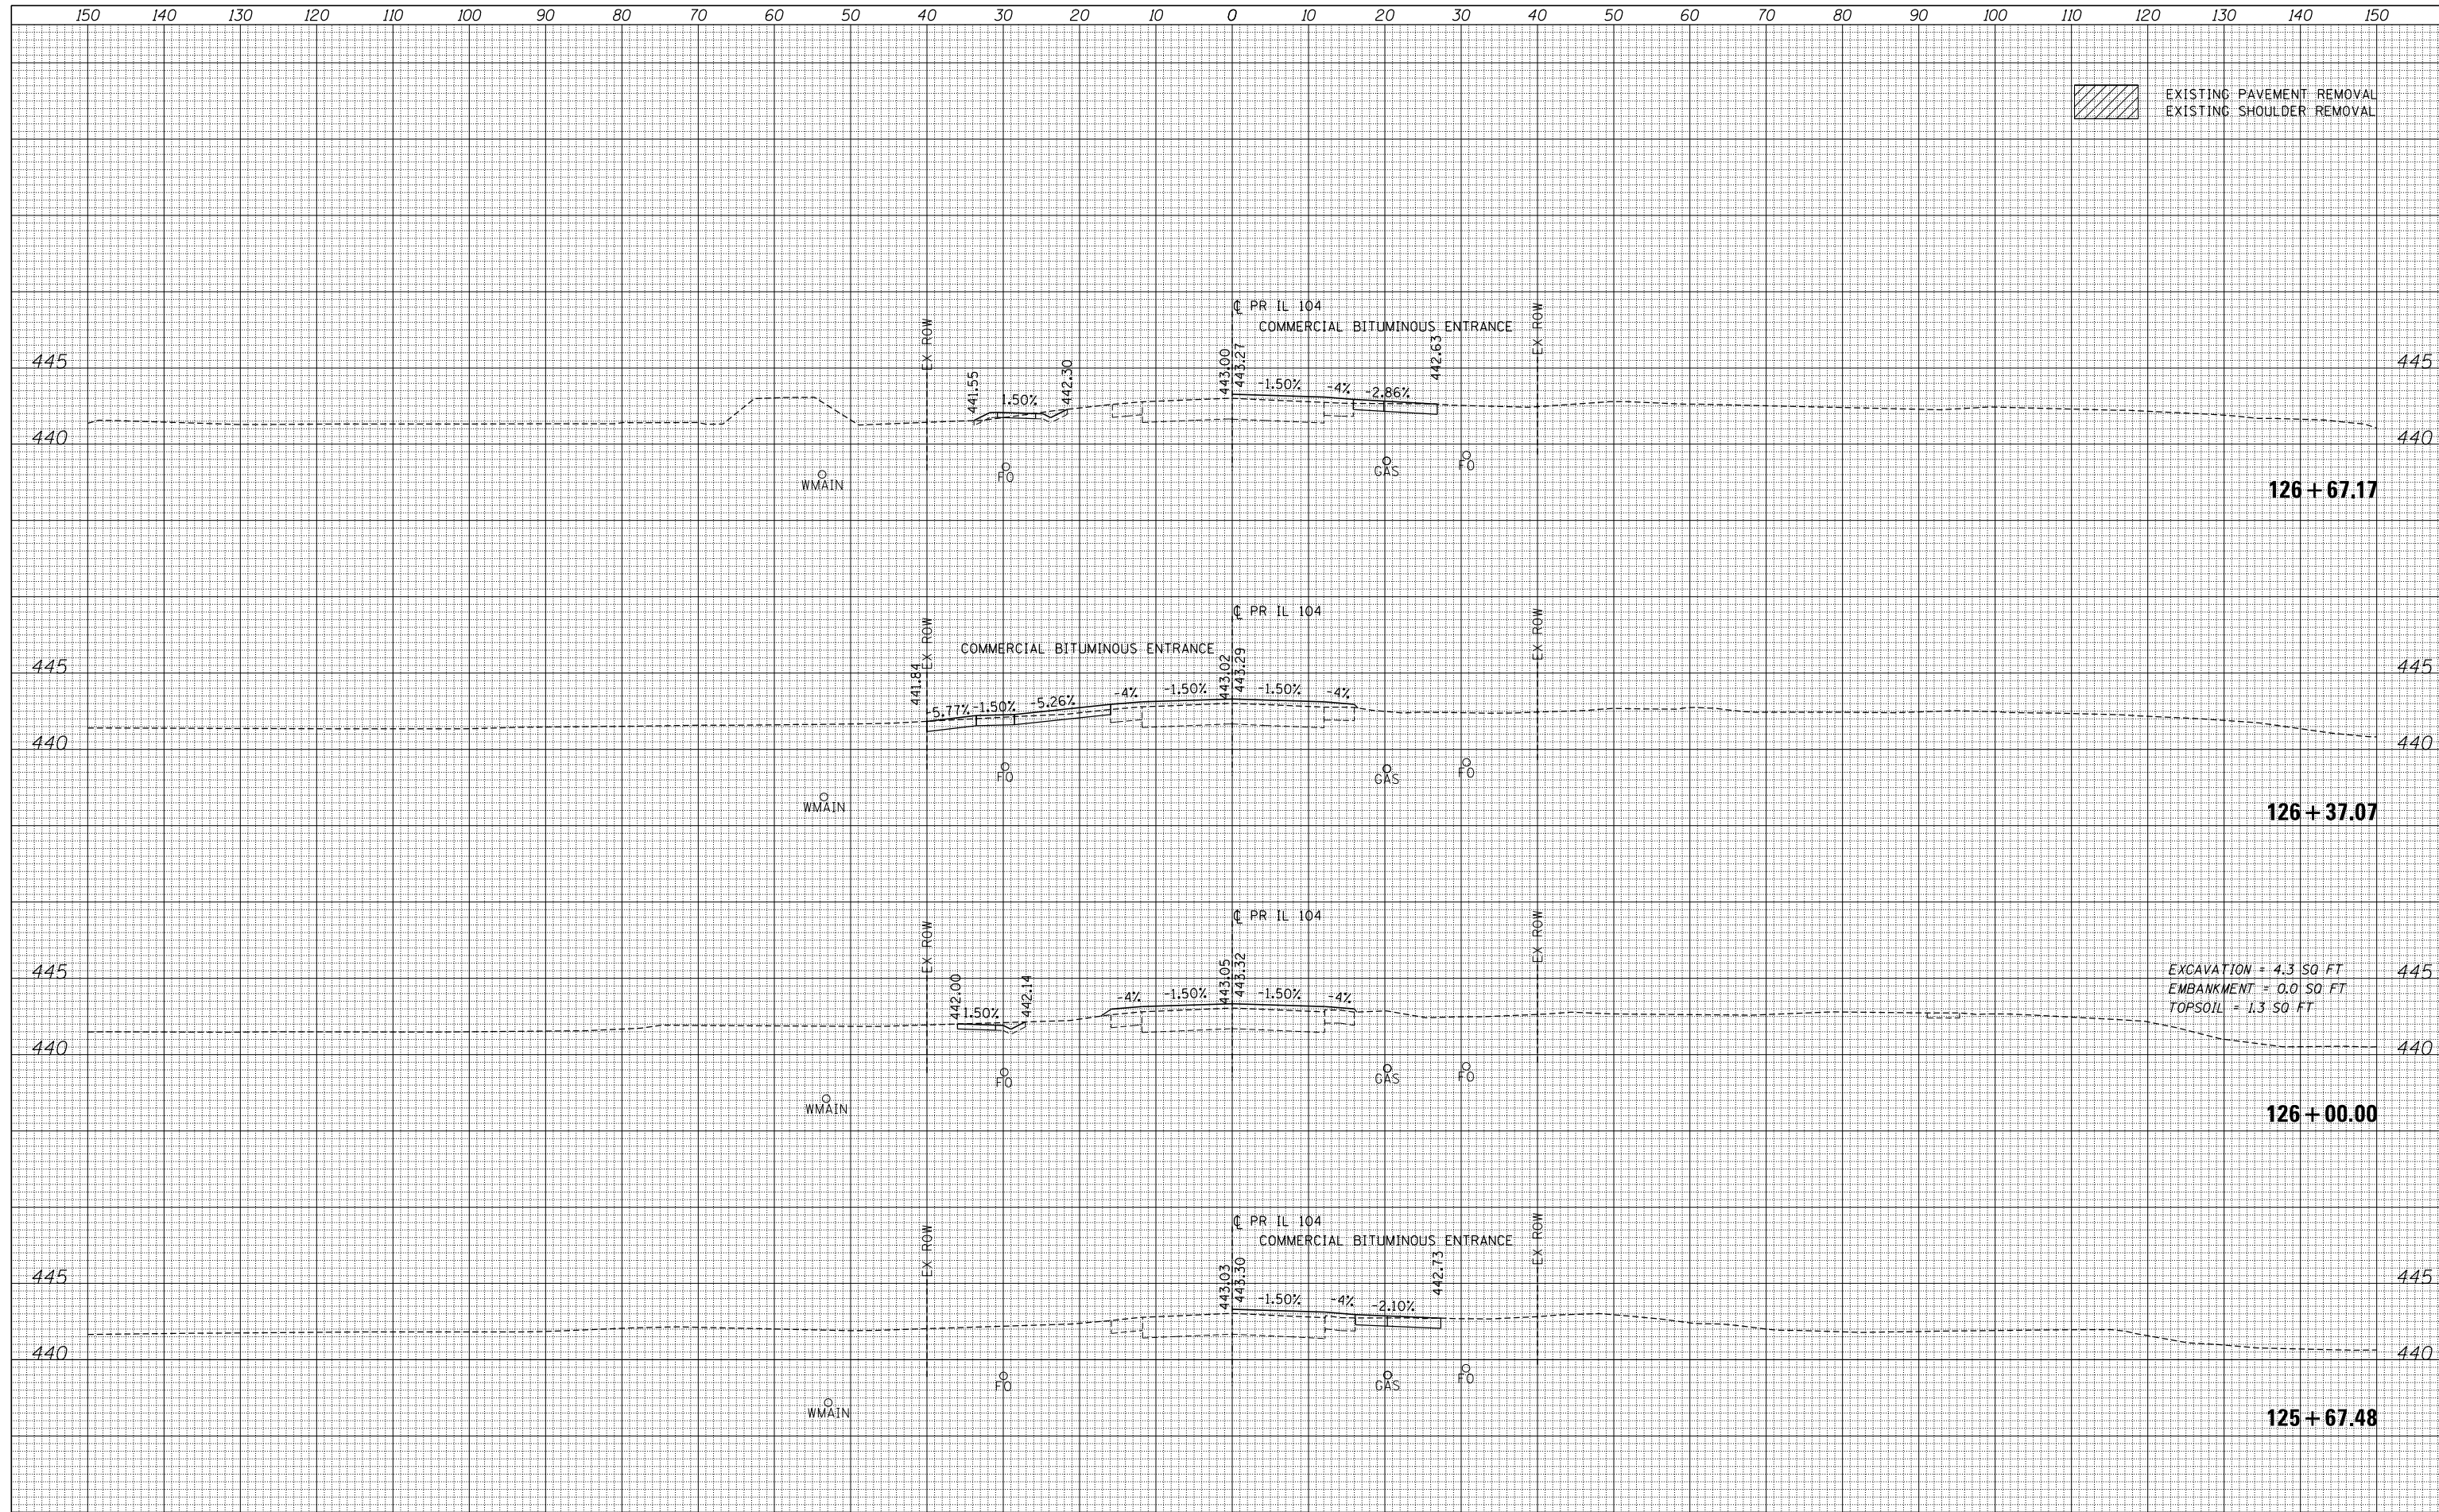 150 140 130 120 110 100 90 80 70 60 50 40 30 20 10 0 10 20 30 40 50 60 70 80 90 100 110 120 130 140 150
EXISTING PAVEMENT REMOVAL
EXISTING SHOULDER REMOVAL
℄ PR IL 104
COMMERCIAL BITUMINOUS ENTRANCE
EX ROW
EX ROW
445
445
441.55
1.50%
442.30
443.00
443.27
-1.50%
-4%
-2.86%
442.63
440
440
WMAIN
FO
GAS
FO
126+67.17
℄ PR IL 104
COMMERCIAL BITUMINOUS ENTRANCE
EX ROW
EX ROW
445
445
441.84
-5.77%
-1.50%
-5.26%
-4%
-1.50%
443.02
443.29
-1.50%
-4%
440
440
FO
GAS
FO
WMAIN
126+37.07
℄ PR IL 104
EX ROW
EX ROW
445
445
EXCAVATION = 4.3 SQ FT
EMBANKMENT = 0.0 SQ FT
TOPSOIL = 1.3 SQ FT
442.00
1.50%
442.14
-4%
-1.50%
443.05
443.32
-1.50%
-4%
440
440
FO
GAS
FO
WMAIN
126+00.00
℄ PR IL 104
COMMERCIAL BITUMINOUS ENTRANCE
EX ROW
EX ROW
445
445
443.03
443.30
-1.50%
-4%
-2.10%
442.73
440
440
FO
GAS
FO
WMAIN
125+67.48